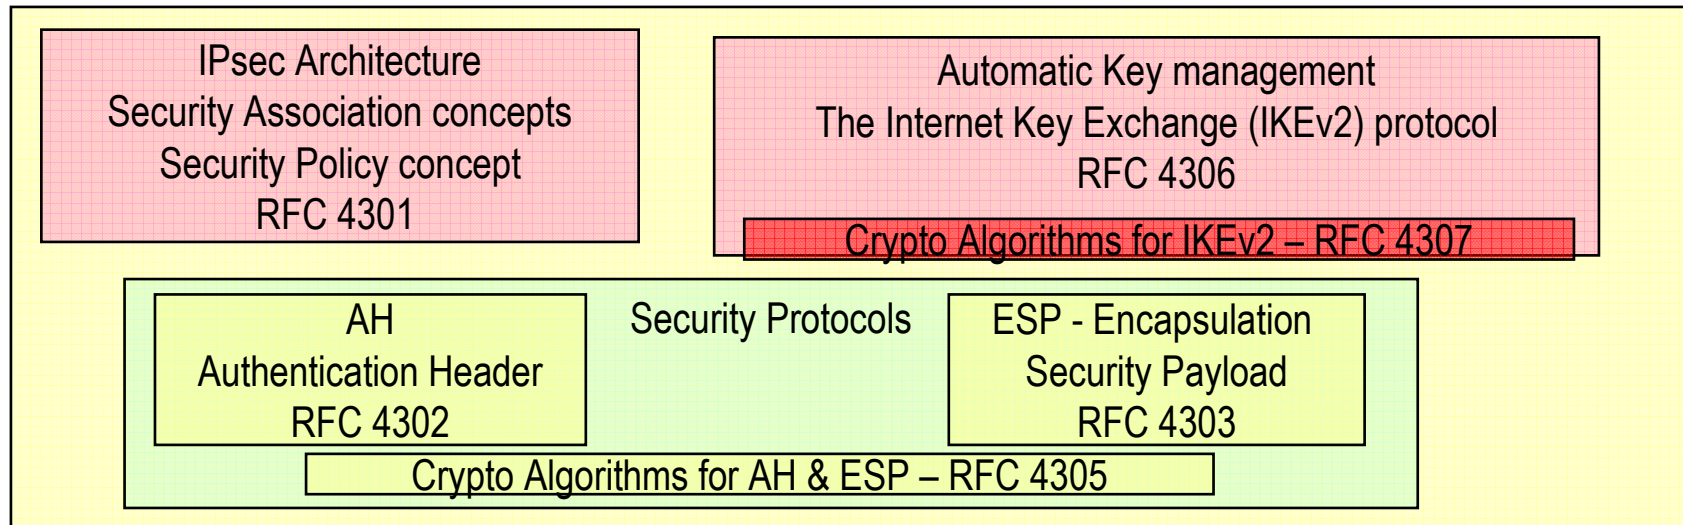 IPsec Architecture
Security Association concepts
Security Policy concept
RFC 4301
Automatic Key management
The Internet Key Exchange (IKEv2) protocol
RFC 4306
Crypto Algorithms for IKEv2 – RFC 4307
AH
Authentication Header
RFC 4302
Security Protocols
ESP - Encapsulation
Security Payload
RFC 4303
Crypto Algorithms for AH & ESP – RFC 4305